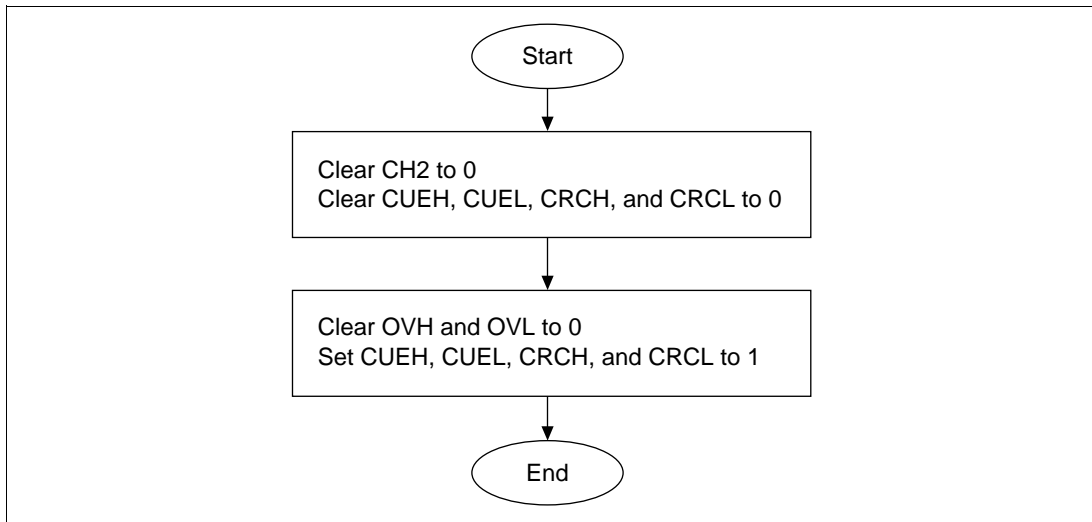 Start
Clear CH2 to 0
Clear CUEH, CUEL, CRCH, and CRCL to 0
Clear OVH and OVL to 0
Set CUEH, CUEL, CRCH, and CRCL to 1
End